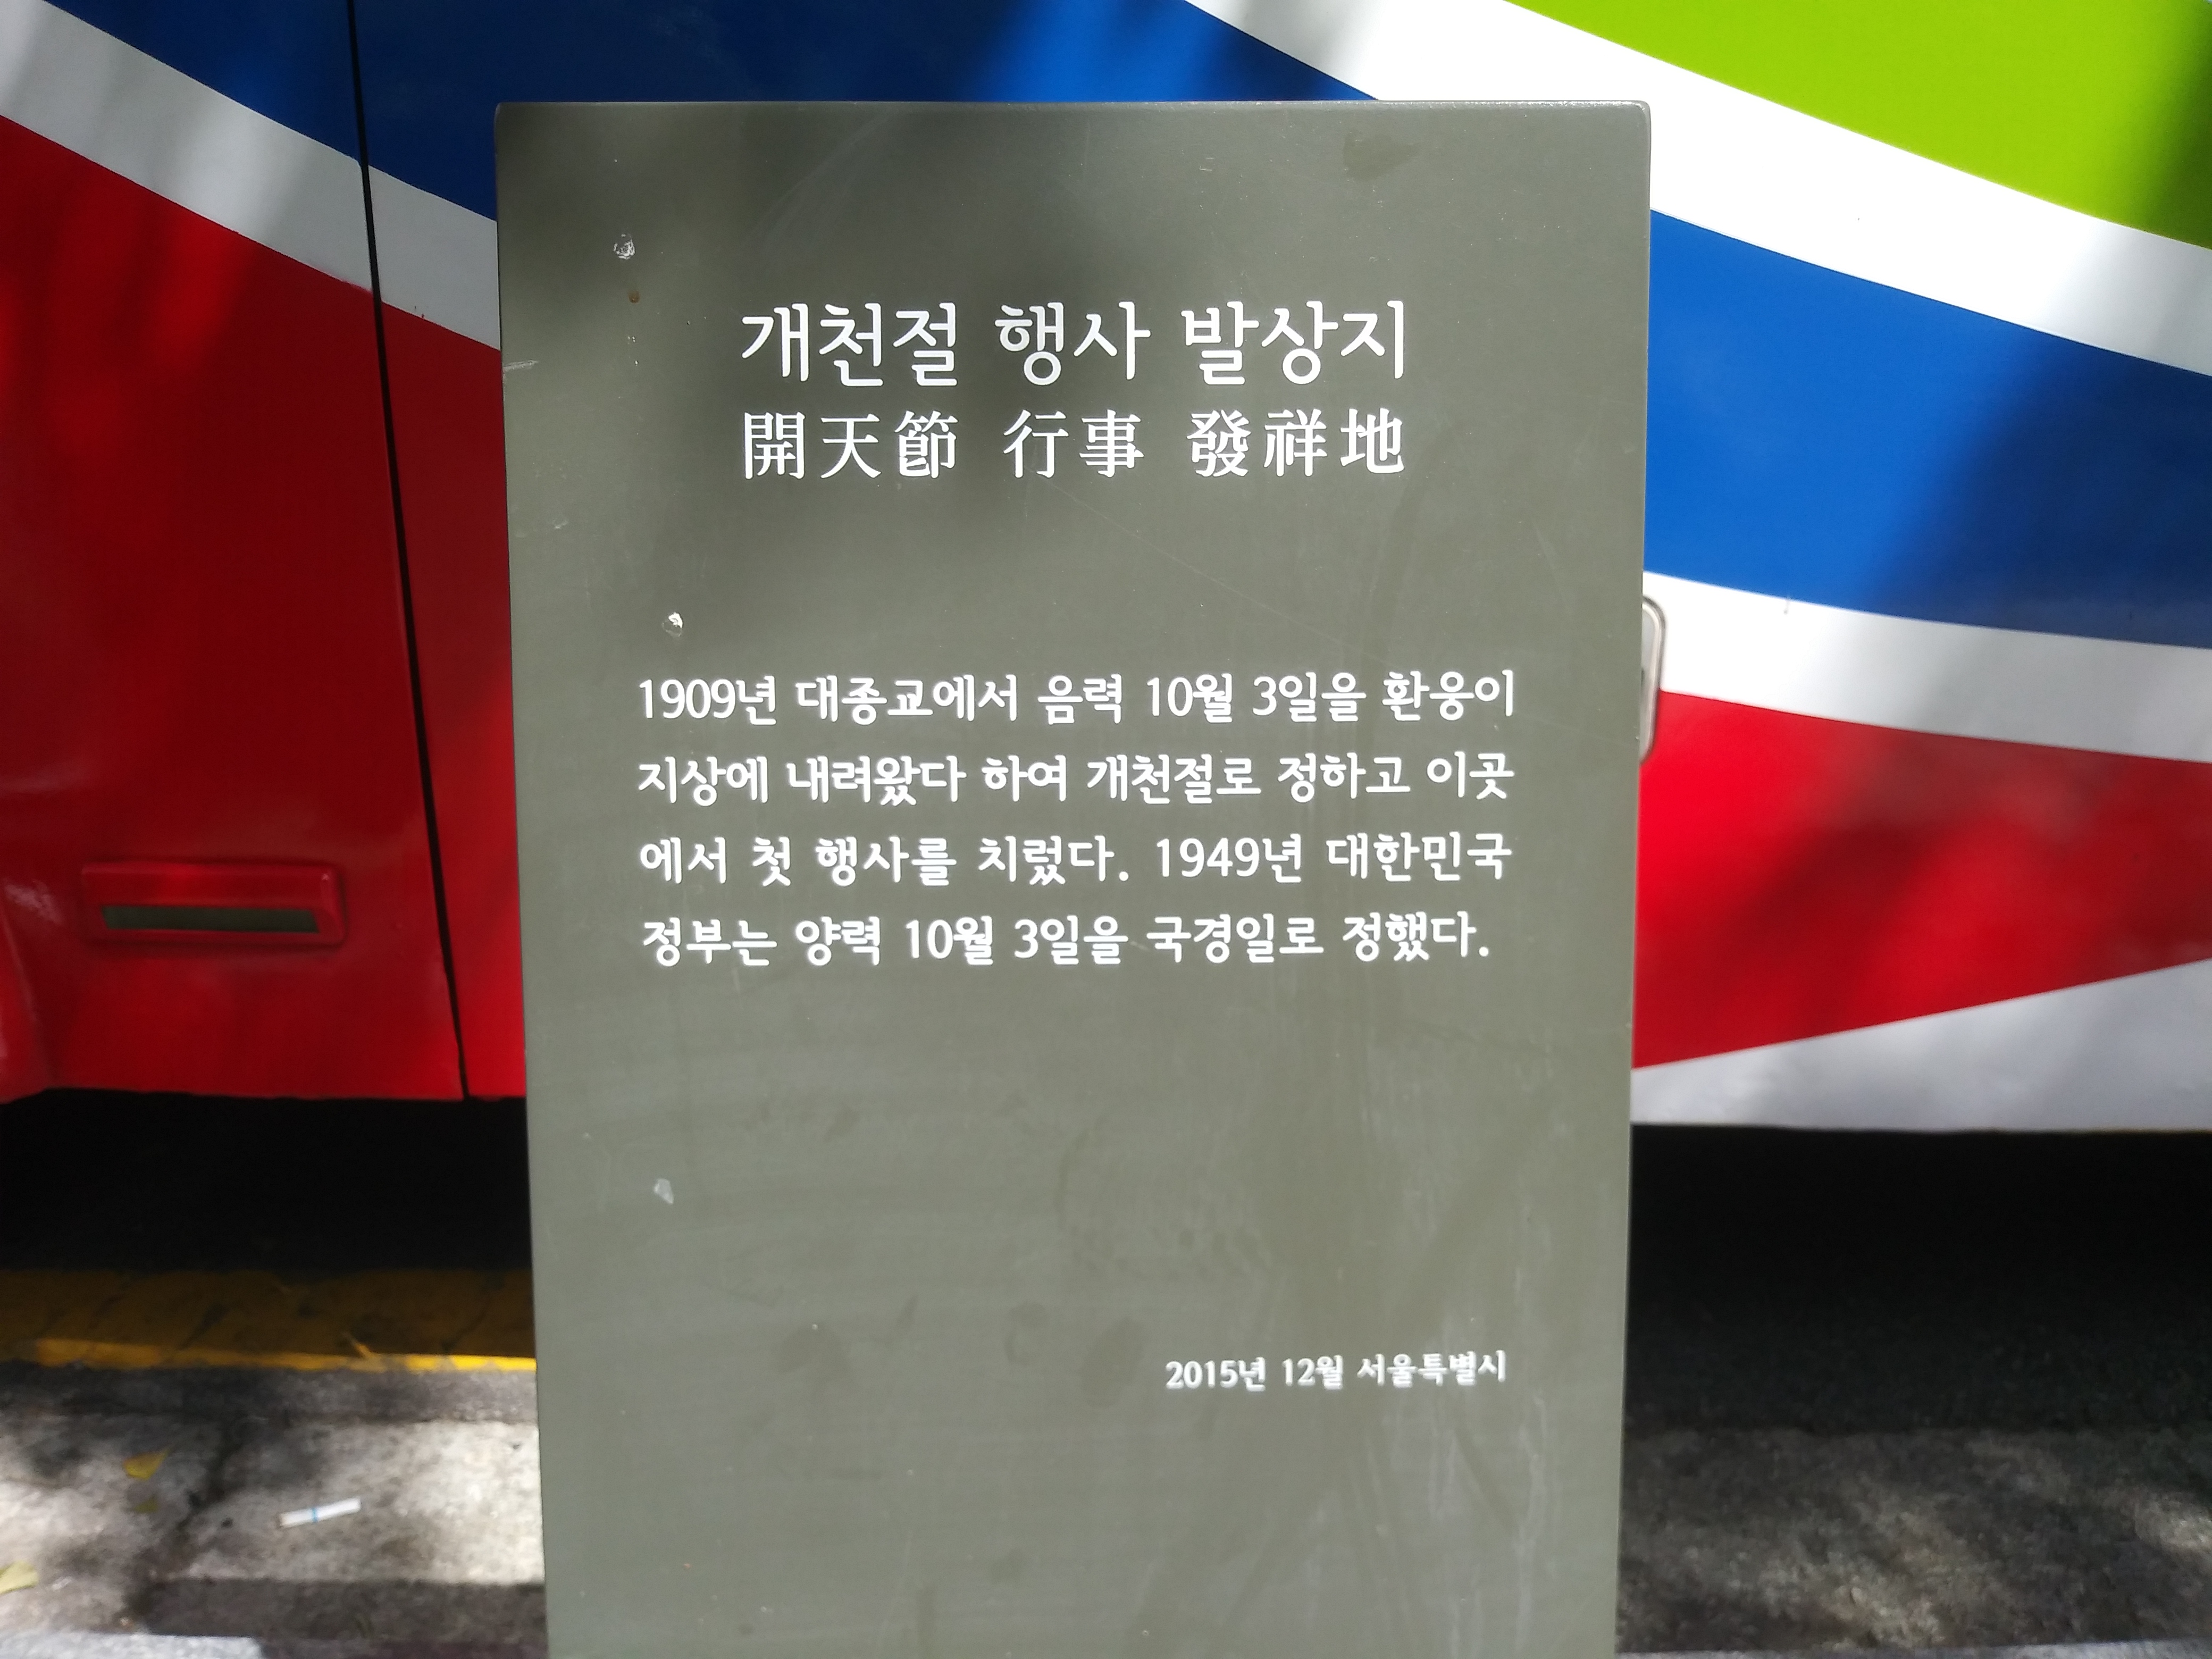 개천절 행사 발상지
開天節 行事 發祥地
1909년 대종교에서 음력 10월 3일을 환웅이
지상에 내려왔다 하여 개천절로 정하고 이곳
에서 첫 행사를 치렀다. 1949년 대한민국
정부는 양력 10월 3일을 국경일로 정했다.
2015년 12월 서울특별시